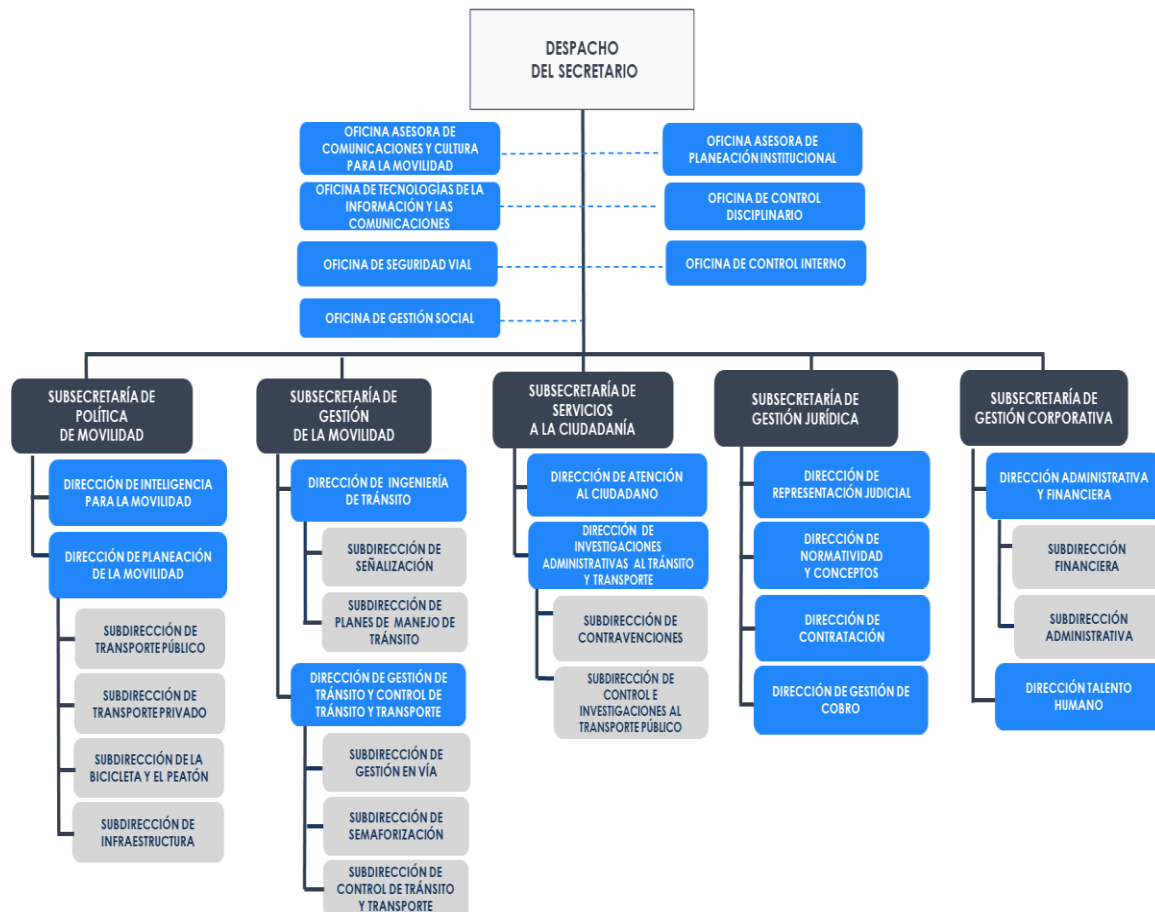 DESPACHO
DEL SECRETARIO
OFICINA ASESORA DE
COMUNICACIONES Y CULTURA
PARA LA MOVILIDAD
OFICINA ASESORA DE
PLANEACIÓN INSTITUCIONAL
OFICINA DE TECNOLOGÍAS DE LA
INFORMACIÓN Y LAS
COMUNICACIONES
OFICINA DE CONTROL
DISCIPLINARIO
OFICINA DE SEGURIDAD VIAL
OFICINA DE CONTROL INTERNO
OFICINA DE GESTIÓN SOCIAL
SUBSECRETARÍA DE
POLÍTICA
DE MOVILIDAD
DIRECCIÓN DE INTELIGENCIA
PARA LA MOVILIDAD
DIRECCIÓN DE PLANEACIÓN
DE LA MOVILIDAD
SUBDIRECCIÓN DE
TRANSPORTE PÚBLICO
SUBDIRECCIÓN DE
TRANSPORTE PRIVADO
SUBDIRECCIÓN DE LA
BICICLETA Y EL PEATÓN
SUBDIRECCIÓN DE
INFRAESTRUCTURA
SUBSECRETARÍA DE
GESTIÓN
DE LA MOVILIDAD
DIRECCIÓN DE INGENIERÍA
DE TRÁNSITO
SUBDIRECCIÓN DE
SEÑALIZACIÓN
SUBDIRECCIÓN DE
PLANES DE MANEJO DE
TRÁNSITO
DIRECCIÓN DE GESTIÓN DE
TRÁNSITO Y CONTROL DE
TRÁNSITO Y TRANSPORTE
SUBDIRECCIÓN DE
GESTIÓN EN VÍA
SUBDIRECCIÓN DE
SEMAFORIZACIÓN
SUBDIRECCIÓN DE
CONTROL DE TRÁNSITO
Y TRANSPORTE
SUBSECRETARÍA DE
SERVICIOS
A LA CIUDADANÍA
DIRECCIÓN DE ATENCIÓN
AL CIUDADANO
DIRECCIÓN DE
INVESTIGACIONES
ADMINISTRATIVAS AL TRÁNSITO
Y TRANSPORTE
SUBDIRECCIÓN DE
CONTRAVENCIONES
SUBDIRECCIÓN DE
CONTROL E
INVESTIGACIONES AL
TRANSPORTE PÚBLICO
SUBSECRETARÍA DE
GESTIÓN JURÍDICA
DIRECCIÓN DE
REPRESENTACIÓN JUDICIAL
DIRECCIÓN DE
NORMATIVIDAD
Y CONCEPTOS
DIRECCIÓN DE
CONTRATACIÓN
DIRECCIÓN DE GESTIÓN DE
COBRO
SUBSECRETARÍA DE
GESTIÓN CORPORATIVA
DIRECCIÓN ADMINISTRATIVA
Y FINANCIERA
SUBDIRECCIÓN
FINANCIERA
SUBDIRECCIÓN
ADMINISTRATIVA
DIRECCIÓN TALENTO
HUMANO